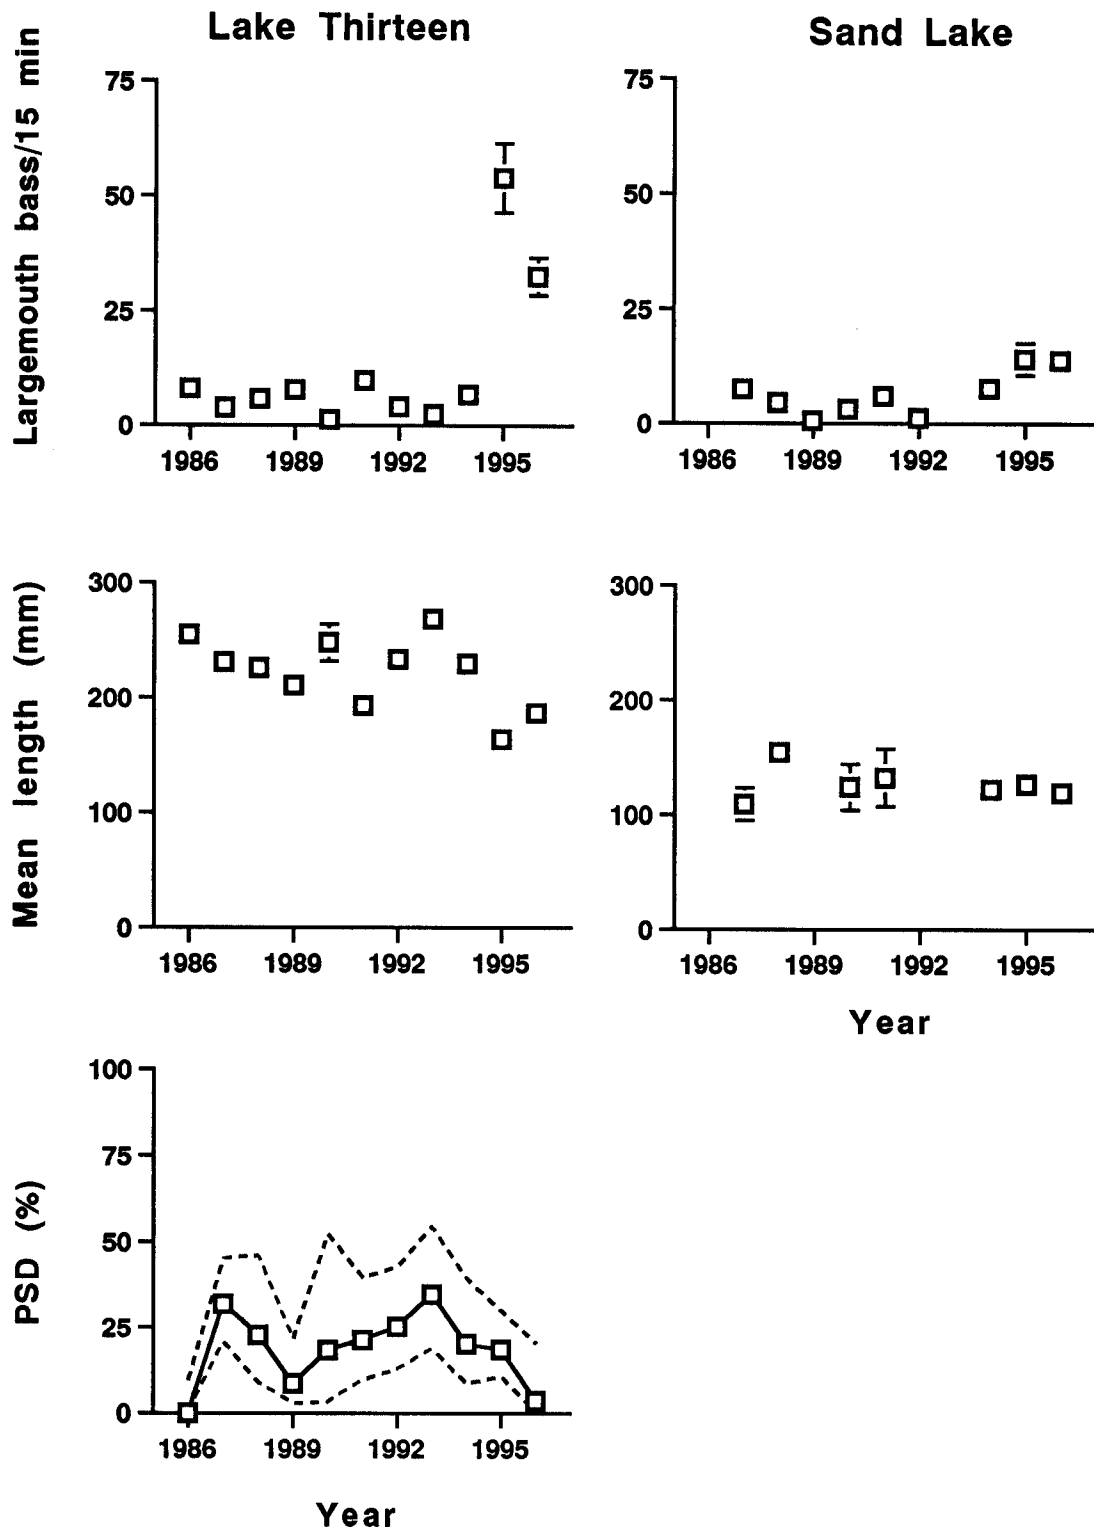 Lake Thirteen
Sand Lake
Largemouth bass/15 min
75
50
25
0
1986 1989 1992 1995
75
50
25
0
1986 1989 1992 1995
Mean length (mm)
300
200
100
0
1986 1989 1992 1995
300
200
100
0
1986 1989 1992 1995
Year
PSD (%)
100
75
50
25
0
1986 1989 1992 1995
Year